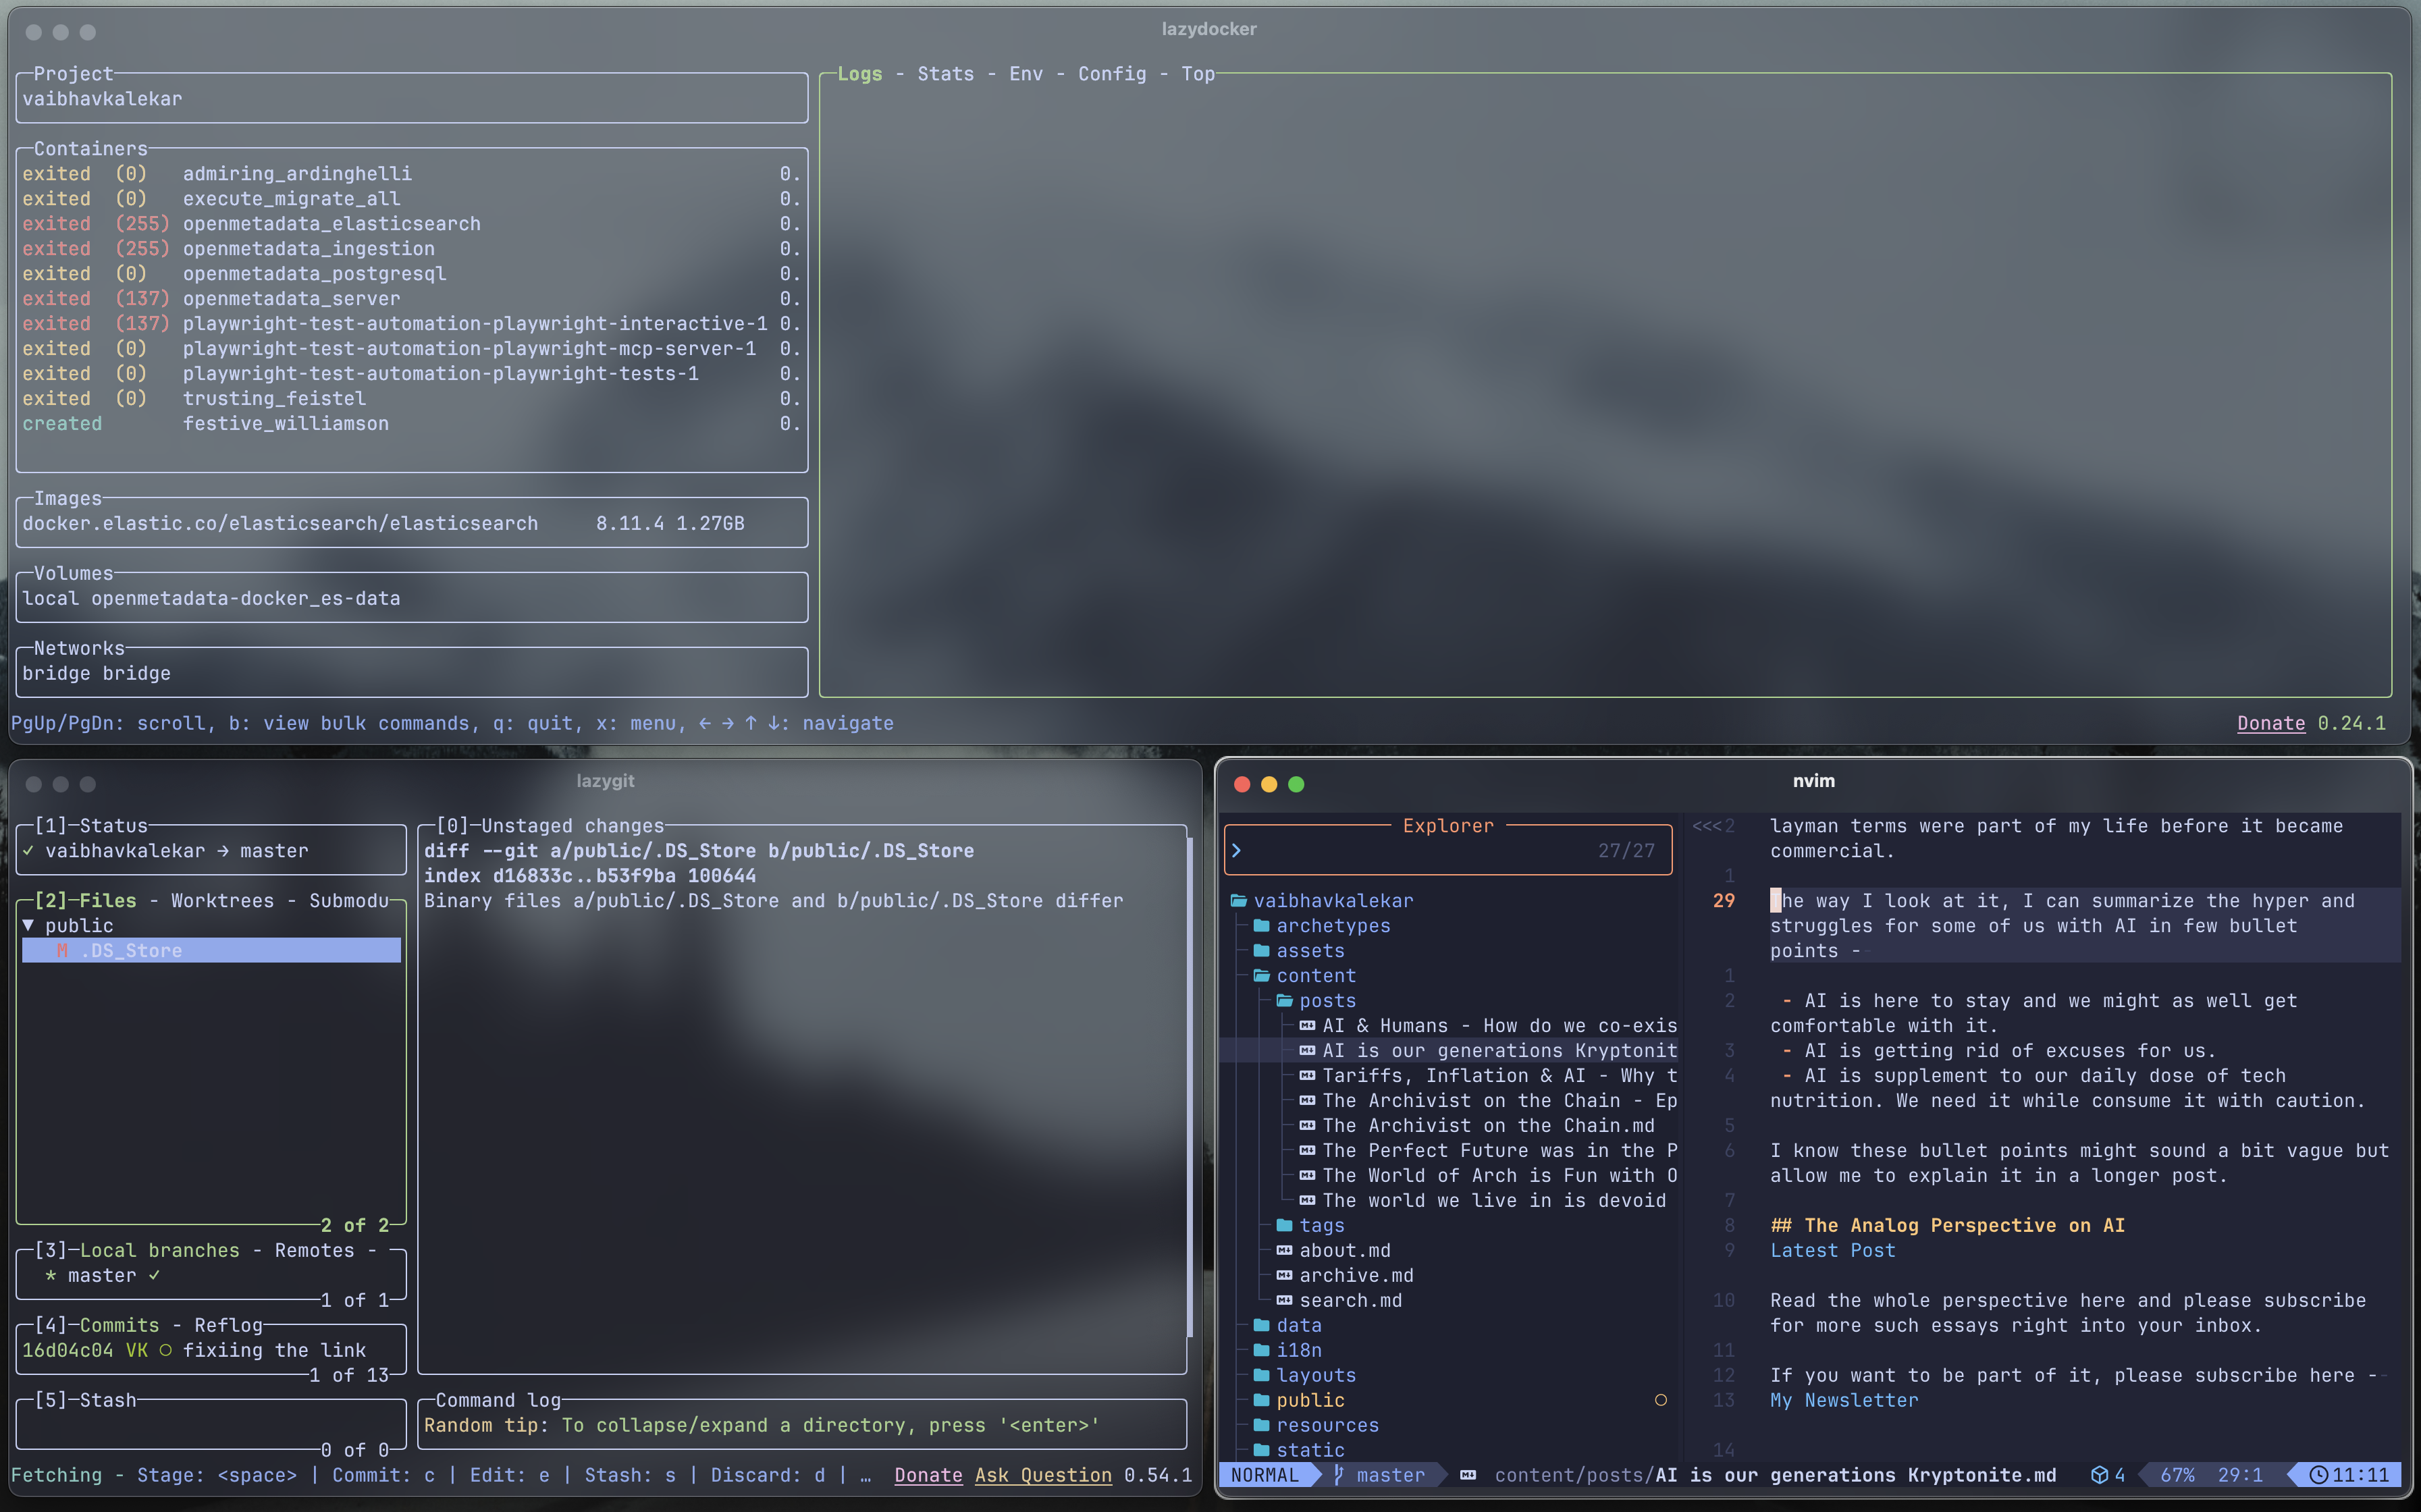 lazydocker
Project
vaibhavkalekar
Containers
exited (0) admiring_ardinghelli 0.
exited (0) execute_migrate_all 0.
exited (255) openmetadata_elasticsearch 0.
exited (255) openmetadata_ingestion 0.
exited (0) openmetadata_postgresql 0.
exited (137) openmetadata_server 0.
exited (137) playwright-test-automation-playwright-interactive-1 0.
exited (0) playwright-test-automation-playwright-mcp-server-1 0.
exited (0) playwright-test-automation-playwright-tests-1 0.
exited (0) trusting_feistel 0.
created festive_williamson 0.
Images
docker.elastic.co/elasticsearch/elasticsearch 8.11.4 1.27GB
Volumes
local openmetadata-docker_es-data
Networks
bridge bridge
Logs - Stats - Env - Config - Top
PgUp/PgDn: scroll, b: view bulk commands, q: quit, x: menu, ← → ↑ ↓: navigate
Donate 0.24.1
lazygit
[1]─Status
✓ vaibhavkalekar → master
[2]─Files - Worktrees - Submodu
▼ public
M .DS_Store
2 of 2
[3]─Local branches - Remotes -
* master ✓
1 of 1
[4]─Commits - Reflog
16d04c04 VK ○ fixiing the link
1 of 13
[5]─Stash
0 of 0
[0]─Unstaged changes
diff --git a/public/.DS_Store b/public/.DS_Store
index d16833c..b53f9ba 100644
Binary files a/public/.DS_Store and b/public/.DS_Store differ
Command log
Random tip: To collapse/expand a directory, press '<enter>'
Fetching - Stage: <space> | Commit: c | Edit: e | Stash: s | Discard: d | … Donate Ask Question 0.54.1
nvim
Explorer
27/27
vaibhavkalekar
archetypes
assets
content
posts
AI & Humans - How do we co-exis
AI is our generations Kryptonit
Tariffs, Inflation & AI - Why t
The Archivist on the Chain - Ep
The Archivist on the Chain.md
The Perfect Future was in the P
The World of Arch is Fun with O
The world we live in is devoid
tags
about.md
archive.md
search.md
data
i18n
layouts
public
resources
static
<<<2 layman terms were part of my life before it became
commercial.
1
29 The way I look at it, I can summarize the hyper and
struggles for some of us with AI in few bullet
points -
1
2 - AI is here to stay and we might as well get
comfortable with it.
3 - AI is getting rid of excuses for us.
4 - AI is supplement to our daily dose of tech
nutrition. We need it while consume it with caution.
5
6 I know these bullet points might sound a bit vague but
allow me to explain it in a longer post.
7
8 ## The Analog Perspective on AI
9 Latest Post
10 Read the whole perspective here and please subscribe
for more such essays right into your inbox.
11
12 If you want to be part of it, please subscribe here --
13 My Newsletter
14
NORMAL master content/posts/AI is our generations Kryptonite.md 4 67% 29:1 11:11